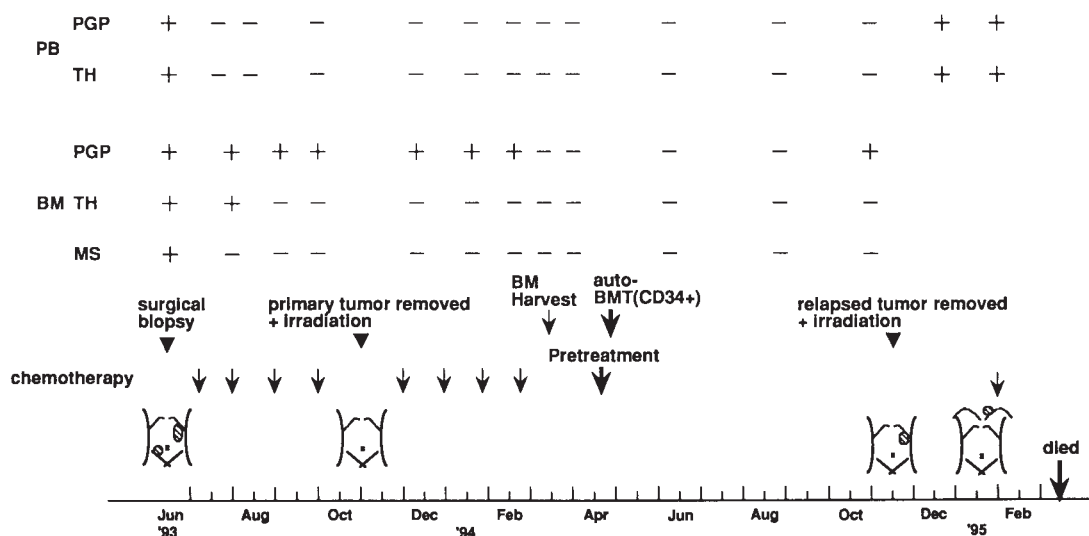 PGP + − − − − − − − − − − − + +
PB
TH + − − − − − − − − − − − + +
PGP + + + + + + + − − − − +
BM TH + + − − − − − − − − − −
MS + − − − − − − − − − − −
surgical
biopsy
primary tumor removed
+ irradiation
BM
Harvest
auto-
BMT(CD34+)
relapsed tumor removed
+ irradiation
Pretreatment
chemotherapy
died
Jun Aug Oct Dec Feb Apr Jun Aug Oct Dec Feb
'93 '94 '95